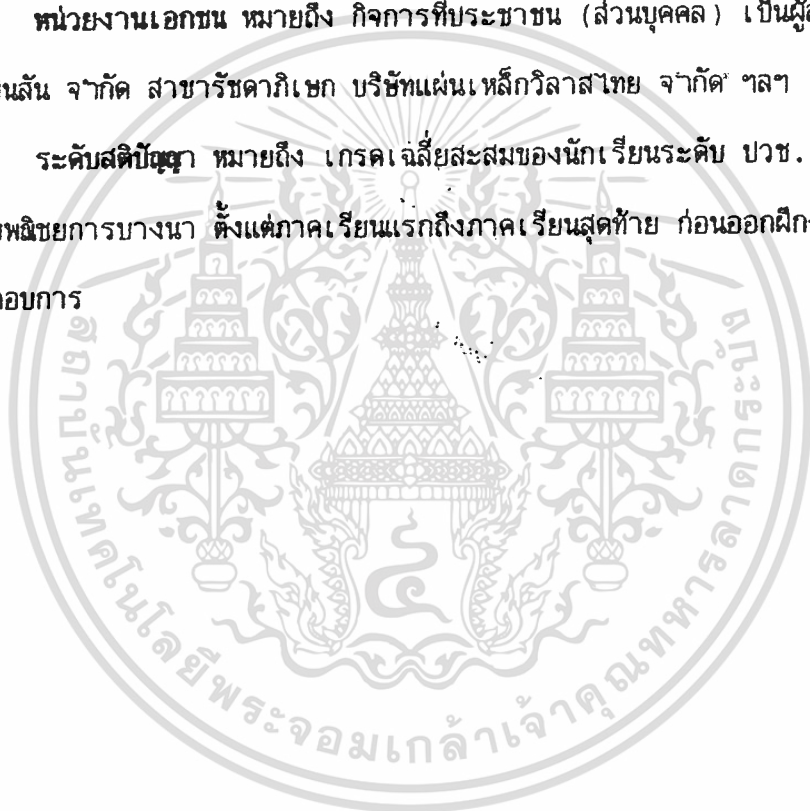 หน่วยงานเอกชน หมายถึง กิจการที่ประชาชน (ส่วนบุคคล) เป็นผู้
นสัน จำกัด สาขารัชดาภิเษก บริษัทแผ่นเหล็กวิลาสไทย จำกัด ฯลฯ
ระดับสติปัญญา หมายถึง เกรดเฉลี่ยสะสมของนักเรียนระดับ ปวช.
พณิชยการบางนา ตั้งแต่ภาคเรียนแรกถึงภาคเรียนสุดท้าย ก่อนออกฝึก
อบการ
สถาบันเทคโนโลยีพระจอมเกล้าเจ้าคุณทหารลาดกระบัง
๔